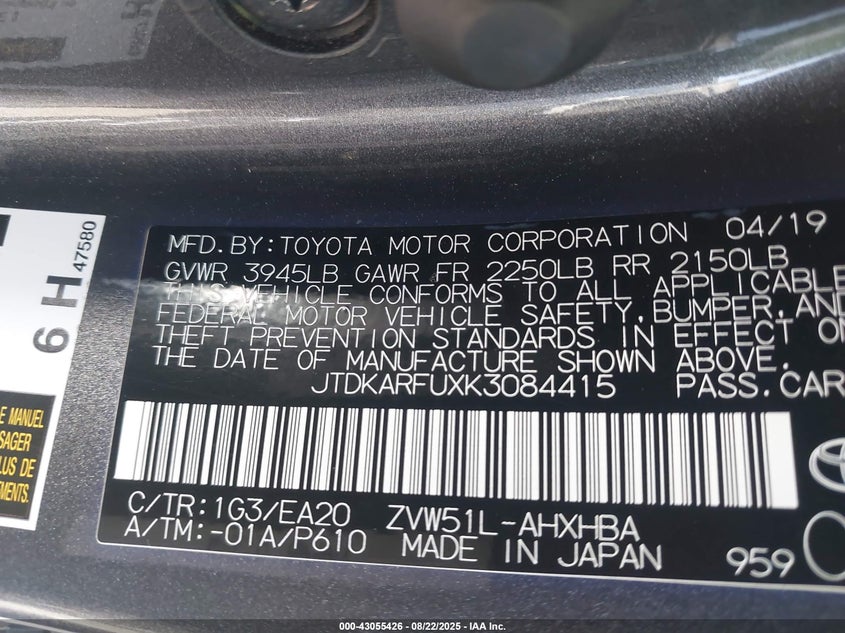 6 H
47580
E MANUEL
SAGER
LUS DE
EMENTS.
MFD. BY: TOYOTA MOTOR CORPORATION 04/19
GVWR 3945LB GAWR FR 2250LB RR 2150LB
THIS VEHICLE CONFORMS TO ALL APPLICABLE
FEDERAL MOTOR VEHICLE SAFETY, BUMPER, AND
THEFT PREVENTION STANDARDS IN EFFECT ON
THE DATE OF MANUFACTURE SHOWN ABOVE.
JTDKARFUXK3084415 PASS. CAR
C/TR: 1G3/EA20 ZVW51L-AHXHBA
A/TM: -01A/P610 MADE IN JAPAN 959
000-43055426 - 08/22/2025 - IAA Inc.